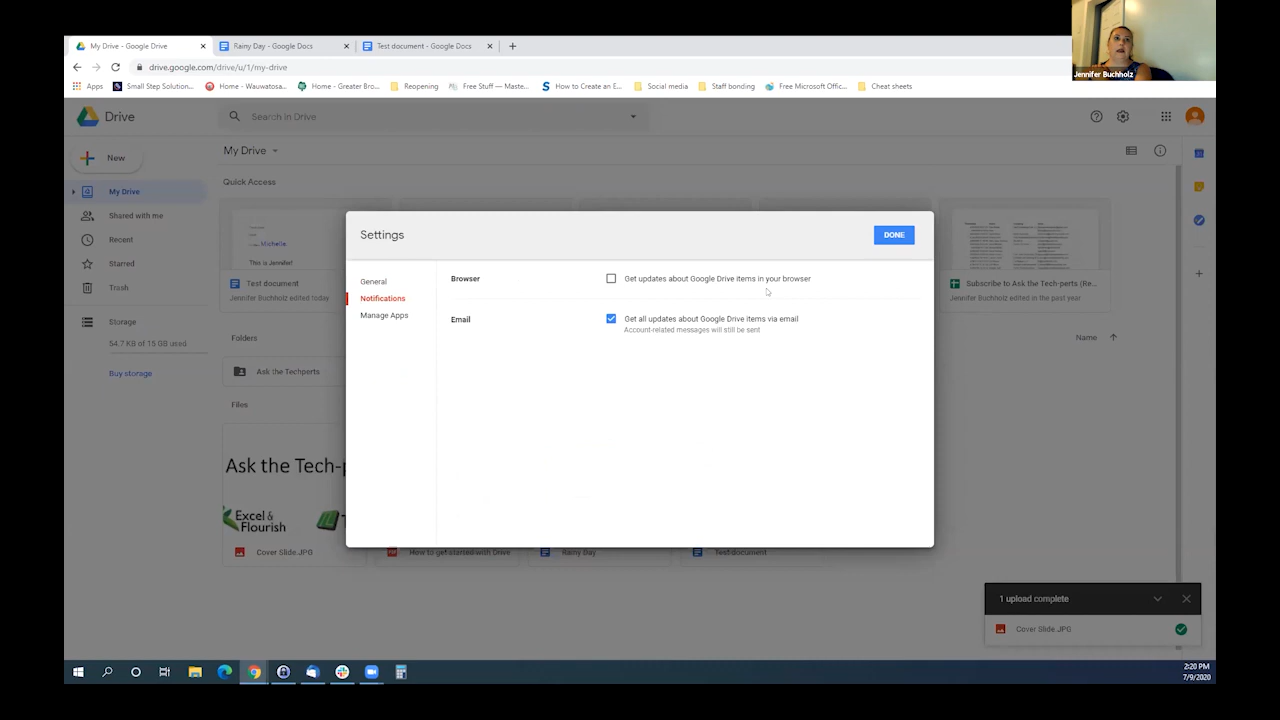 My Drive - Google Drive
Rainy Day - Google Docs
Test document - Google Docs
Jennifer Buchholz
drive.google.com/drive/u/1/my-drive
Apps
Small Step Solution...
Home - Wauwatosa...
Home - Greater Bro...
Reopening
Free Stuff — Maste...
How to Create an E...
Social media
Staff bonding
Free Microsoft Offic...
Cheat sheets
Drive
Search in Drive
New
My Drive
Quick Access
My Drive
Shared with me
Recent
Starred
Trash
Storage
54.7 KB of 15 GB used
Buy storage
Michelle.
This is Jennifer!
Test document
Jennifer Buchholz edited today
Subscribe to Ask the Tech-perts (Re...
Jennifer Buchholz edited in the past year
Folders
Name
Ask the Techperts
Files
Ask the Tech-p
Excel &
Flourish
Cover Slide.JPG
How to get started with Drive
Rainy Day
Test document
Settings
DONE
General
Notifications
Manage Apps
Browser
Get updates about Google Drive items in your browser
Email
Get all updates about Google Drive items via email
Account-related messages will still be sent
1 upload complete
Cover Slide.JPG
2:20 PM
7/9/2020